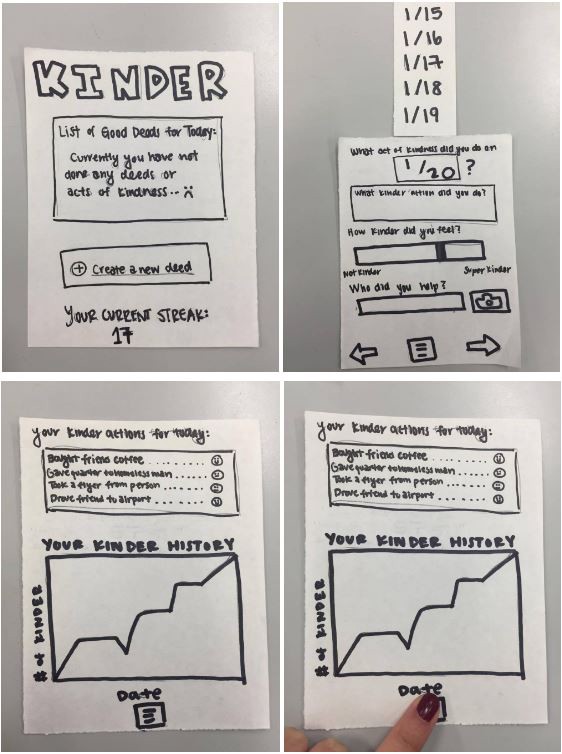 KINDER
List of Good Deads for Today:
Currently you have not
done any deeds or
acts of kindness.. :(
+ Create a new deed
YOUR CURRENT STREAK:
17
1/15
1/16
1/17
1/18
1/19
What act of kindness did you do on
1/20 ?
What kinder action did you do?
How kinder did you feel?
Not Kinder
Super Kinder
Who did you help?
Your kinder actions for today:
Bought friend coffee
Gave quarter to homeless man
Took a flyer from person
Drove friend to airport
YOUR KINDER HISTORY
# of KINDER
Date
Your kinder actions for today:
Bought friend coffee
Gave quarter to homeless man
Took a flyer from person
Drove friend to airport
YOUR KINDER HISTORY
# of KINDER
Date